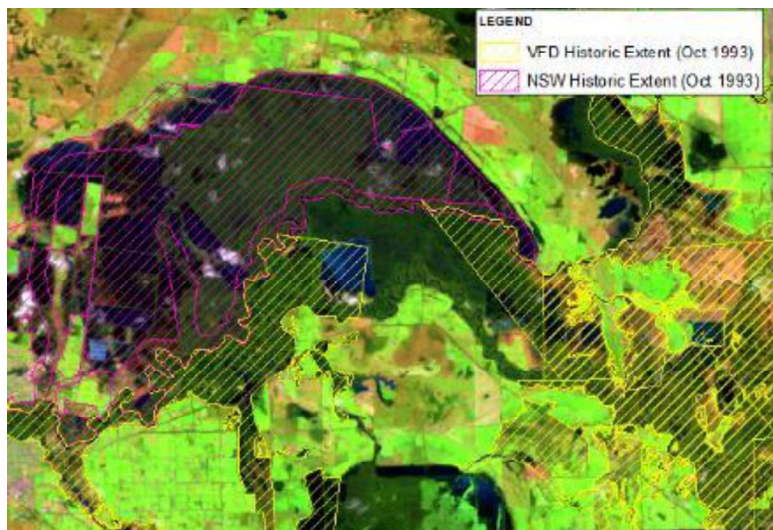 LEGEND
VFD Historic Extent (Oct 1993)
NSW Historic Extent (Oct 1993)